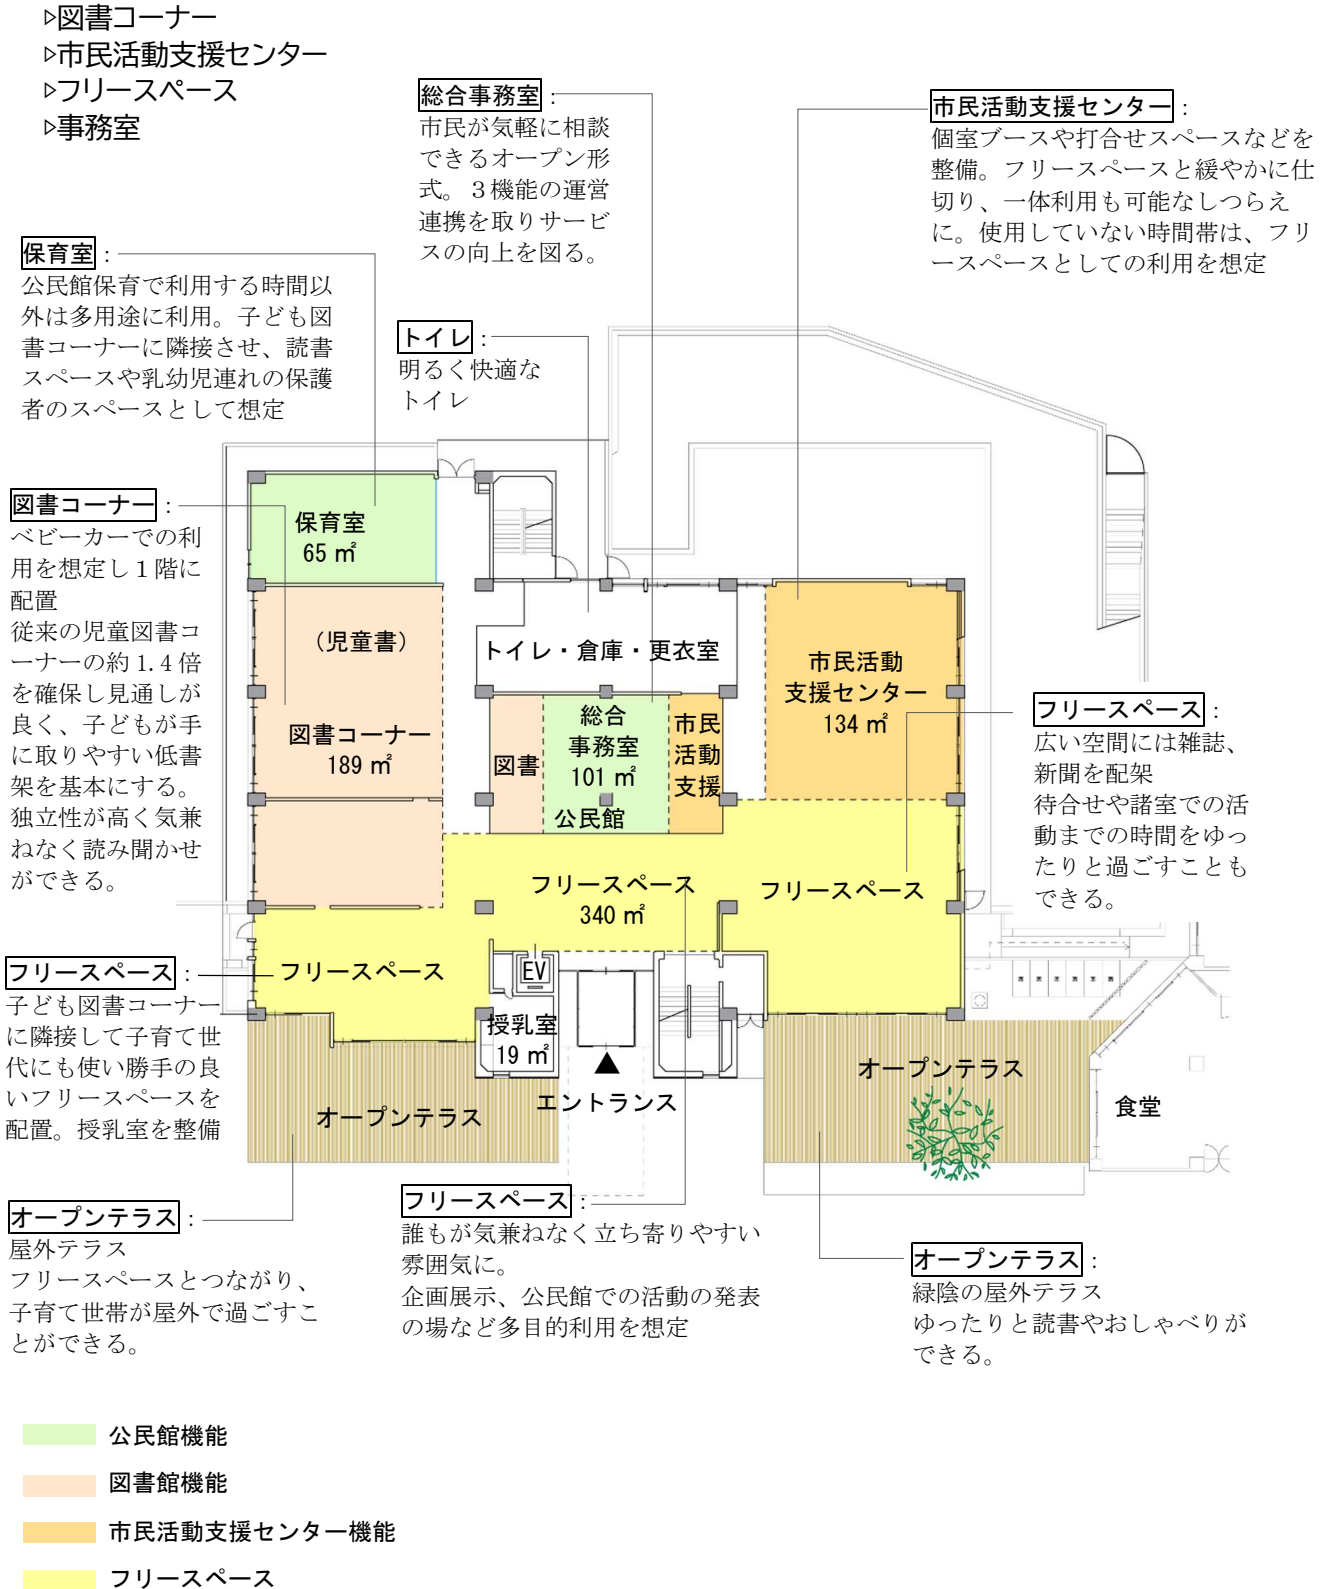 ▷図書コーナー
▷市民活動支援センター
▷フリースペース
▷事務室
総合事務室：
市民が気軽に相談
できるオープン形
式。３機能の運営
連携を取りサービ
スの向上を図る。
市民活動支援センター：
個室ブースや打合せスペースなどを
整備。フリースペースと緩やかに仕
切り、一体利用も可能なしつらえ
に。使用していない時間帯は、フリ
ースペースとしての利用を想定
保育室：
公民館保育で利用する時間以
外は多用途に利用。子ども図
書コーナーに隣接させ、読書
スペースや乳幼児連れの保護
者のスペースとして想定
トイレ：
明るく快適な
トイレ
図書コーナー：
ベビーカーでの利
用を想定し１階に
配置
従来の児童図書コ
ーナーの約 1.4 倍
を確保し見通しが
良く、子どもが手
に取りやすい低書
架を基本にする。
独立性が高く気兼
ねなく読み聞かせ
ができる。
保育室
65 ㎡
（児童書）
図書コーナー
189 ㎡
トイレ・倉庫・更衣室
図書
総合
事務室
101 ㎡
公民館
市民
活動
支援
市民活動
支援センター
134 ㎡
フリースペース：
広い空間には雑誌、
新聞を配架
待合せや諸室での活
動までの時間をゆっ
たりと過ごすことも
できる。
フリースペース
340 ㎡
フリースペース
フリースペース
EV
授乳室
19 ㎡
エントランス
オープンテラス
オープンテラス
食堂
フリースペース：
子ども図書コーナー
に隣接して子育て世
代にも使い勝手の良
いフリースペースを
配置。授乳室を整備
オープンテラス：
屋外テラス
フリースペースとつながり、
子育て世帯が屋外で過ごすこ
とができる。
フリースペース：
誰もが気兼ねなく立ち寄りやすい
雰囲気に。
企画展示、公民館での活動の発表
の場など多目的利用を想定
オープンテラス：
緑陰の屋外テラス
ゆったりと読書やおしゃべりが
できる。
公民館機能
図書館機能
市民活動支援センター機能
フリースペース